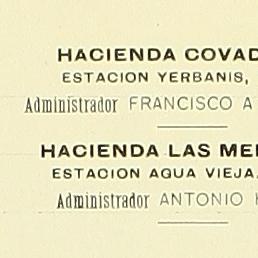 HACIENDA COVAD
ESTACION YERBANIS,
Administrador FRANCISCO A
HACIENDA LAS ME
ESTACION AGUA VIEJA.
Administrador ANTONIO